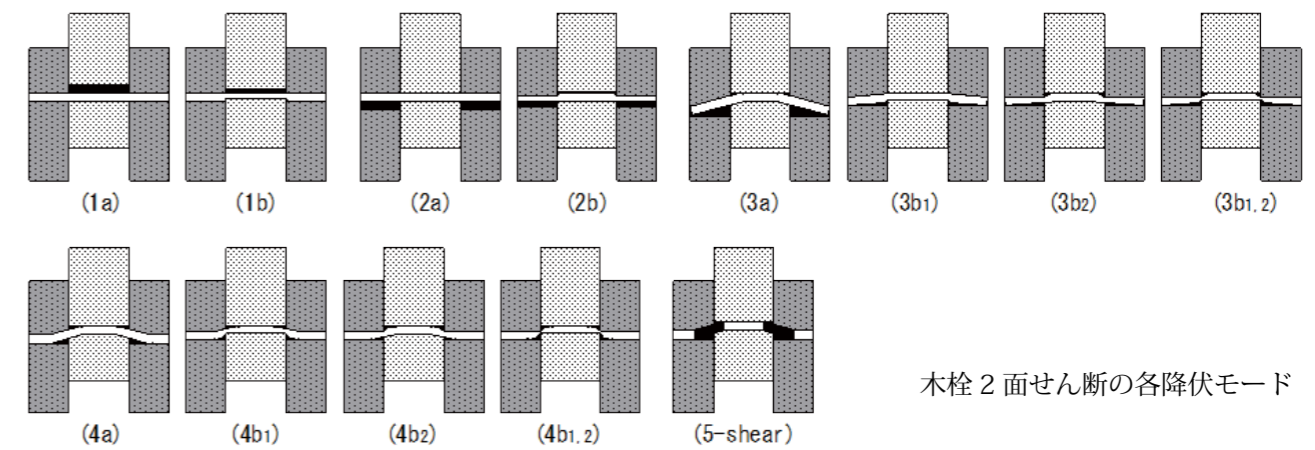 (1a) (1b) (2a) (2b) (3a) (3b1) (3b2) (3b1,2)
木栓2面せん断の各降伏モード
(4a) (4b1) (4b2) (4b1,2) (5-shear)